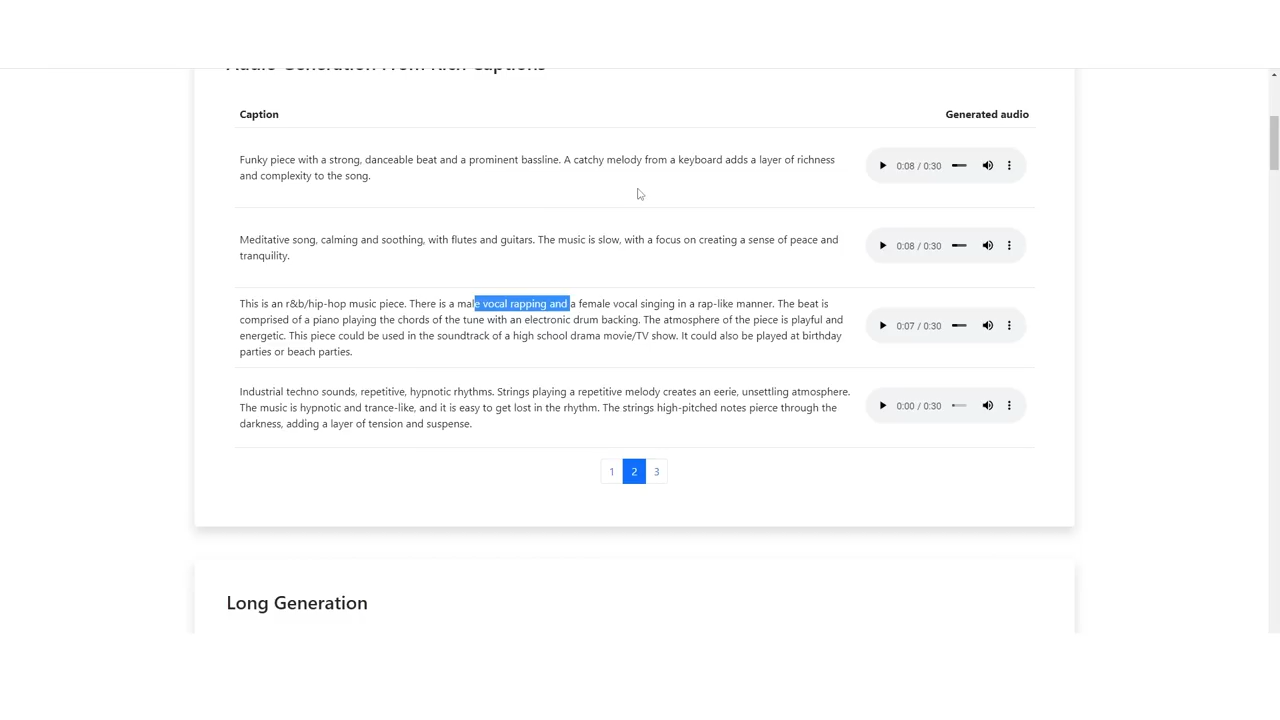 Audio Generation From Rich Captions
Caption
Generated audio
Funky piece with a strong, danceable beat and a prominent bassline. A catchy melody from a keyboard adds a layer of richness
and complexity to the song.
0:08 / 0:30
Meditative song, calming and soothing, with flutes and guitars. The music is slow, with a focus on creating a sense of peace and
tranquility.
0:08 / 0:30
This is an r&b/hip-hop music piece. There is a male vocal rapping and a female vocal singing in a rap-like manner. The beat is
comprised of a piano playing the chords of the tune with an electronic drum backing. The atmosphere of the piece is playful and
energetic. This piece could be used in the soundtrack of a high school drama movie/TV show. It could also be played at birthday
parties or beach parties.
0:07 / 0:30
Industrial techno sounds, repetitive, hypnotic rhythms. Strings playing a repetitive melody creates an eerie, unsettling atmosphere.
The music is hypnotic and trance-like, and it is easy to get lost in the rhythm. The strings high-pitched notes pierce through the
darkness, adding a layer of tension and suspense.
0:00 / 0:30
1 2 3
Long Generation